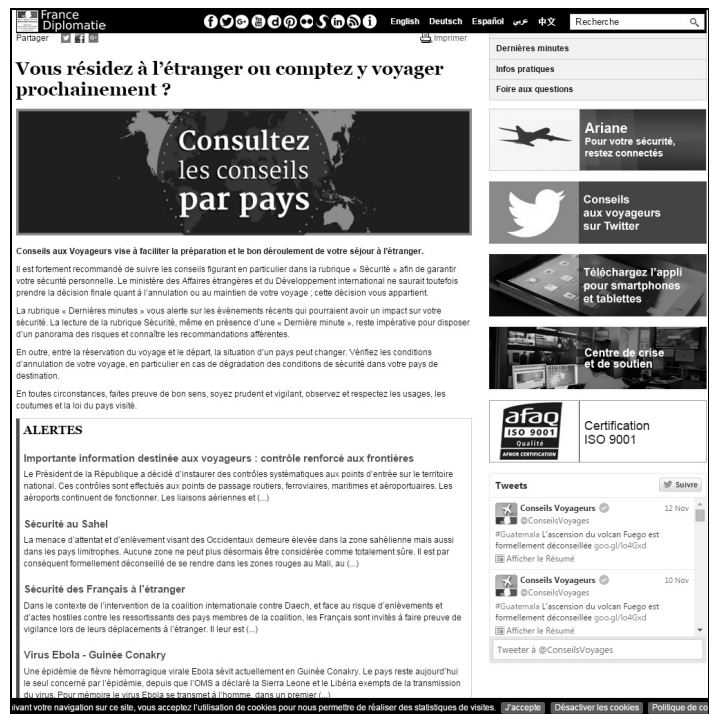 France
Diplomatie
English Deutsch Español عربي 中文 Recherche
Partager
Imprimer
Vous résidez à l'étranger ou comptez y voyager
prochainement ?
Consultez
les conseils
par pays
Conseils aux Voyageurs vise à faciliter la préparation et le bon déroulement de votre séjour à l'étranger.
Il est fortement recommandé de suivre les conseils figurant en particulier dans la rubrique « Sécurité » afin de garantir
votre sécurité personnelle. Le ministère des Affaires étrangères et du Développement international ne saurait toutefois
prendre la décision finale quant à l'annulation ou au maintien de votre voyage ; cette décision vous appartient.
La rubrique « Dernières minutes » vous alerte sur les évènements récents qui pourraient avoir un impact sur votre
sécurité. La lecture de la rubrique Sécurité, même en présence d'une « Dernière minute », reste impérative pour disposer
d'un panorama des risques et connaître les recommandations afférentes.
En outre, entre la réservation du voyage et le départ, la situation d'un pays peut changer. Vérifiez les conditions
d'annulation de votre voyage, en particulier en cas de dégradation des conditions de sécurité dans votre pays de
destination.
En toutes circonstances, faites preuve de bon sens, soyez prudent et vigilant, observez et respectez les usages, les
coutumes et la loi du pays visité.
ALERTES
Importante information destinée aux voyageurs : contrôle renforcé aux frontières
Le Président de la République a décidé d'instaurer des contrôles systématiques aux points d'entrée sur le territoire
national. Ces contrôles sont effectués aux points de passage routiers, ferroviaires, maritimes et aéroportuaires. Les
aéroports continuent de fonctionner. Les liaisons aériennes et (...)
Sécurité au Sahel
La menace d'attentat et d'enlèvement visant des Occidentaux demeure élevée dans la zone sahélienne mais aussi
dans les pays limitrophes. Aucune zone ne peut plus désormais être considérée comme totalement sûre. Il est par
conséquent formellement déconseillé de se rendre dans les zones rouges au Mali, au (...)
Sécurité des Français à l'étranger
Dans le contexte de l'intervention de la coalition internationale contre Daech, et face au risque d'enlèvements et
d'actes hostiles contre les ressortissants des pays membres de la coalition, les Français sont invités à faire preuve de
vigilance lors de leurs déplacements à l'étranger. Il leur est (...)
Virus Ebola - Guinée Conakry
Une épidémie de fièvre hémorragique virale Ebola sévit actuellement en Guinée Conakry. Le pays reste aujourd'hui
le seul concerné par l'épidémie, depuis que l'OMS a déclaré la Sierra Leone et le Libéria exempts de la transmission
du virus. Pour mémoire le virus Ebola se transmet à l'homme, dans un premier (...)
Dernières minutes
Infos pratiques
Foire aux questions
Ariane
Pour votre sécurité,
restez connectés
Conseils
aux voyageurs
sur Twitter
Téléchargez l'appli
pour smartphones
et tablettes
Centre de crise
et de soutien
afaq
ISO 9001
Qualité
AFNOR CERTIFICATION
Certification
ISO 9001
Tweets
Suivre
Conseils Voyageurs 12 Nov
@ConseilsVoyages
#Guatemala L'ascension du volcan Fuego est
formellement déconseillée goo.gl/Io4Gxd
Afficher le Résumé
Conseils Voyageurs 10 Nov
@ConseilsVoyages
#Guatemala L'ascension du volcan Fuego est
formellement déconseillée goo.gl/Io4Gxd
Afficher le Résumé
Tweeter à @ConseilsVoyages
ivant votre navigation sur ce site, vous acceptez l'utilisation de cookies pour nous permettre de réaliser des statistiques de visites. J'accepte Désactiver les cookies Politique de co